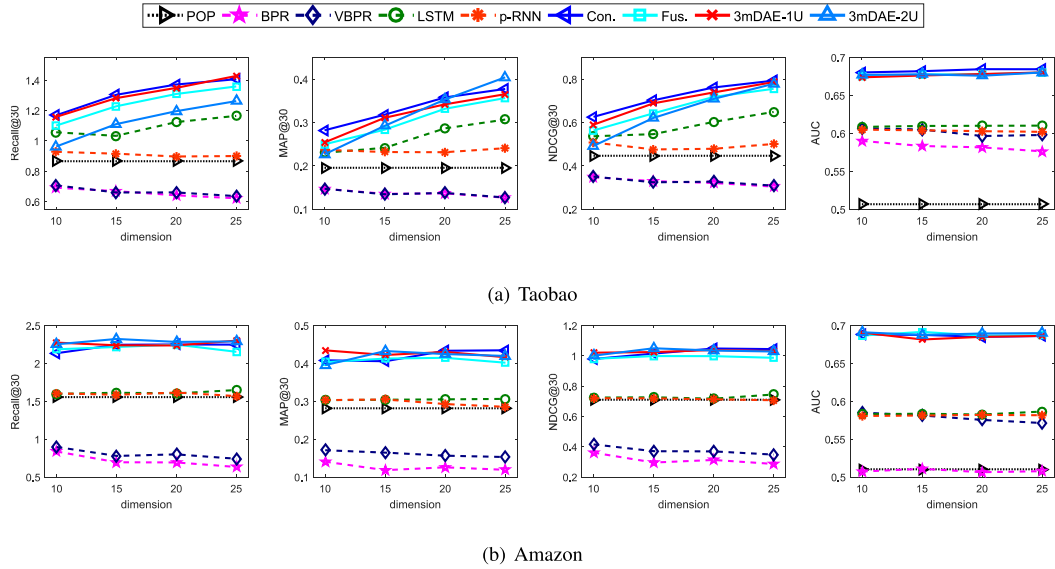 POP BPR VBPR LSTM p-RNN Con. Fus. 3mDAE-1U 3mDAE-2U
Recall@30
1.4
1.2
1
0.8
0.6
10 15 20 25
dimension
MAP@30
0.4
0.3
0.2
0.1
10 15 20 25
dimension
NDCG@30
0.8
0.6
0.4
0.2
10 15 20 25
dimension
AUC
0.7
0.65
0.6
0.55
0.5
10 15 20 25
dimension
(a) Taobao
Recall@30
2.5
2
1.5
1
0.5
10 15 20 25
dimension
MAP@30
0.5
0.4
0.3
0.2
0.1
10 15 20 25
dimension
NDCG@30
1.2
1
0.8
0.6
0.4
0.2
10 15 20 25
dimension
AUC
0.7
0.65
0.6
0.55
0.5
10 15 20 25
dimension
(b) Amazon